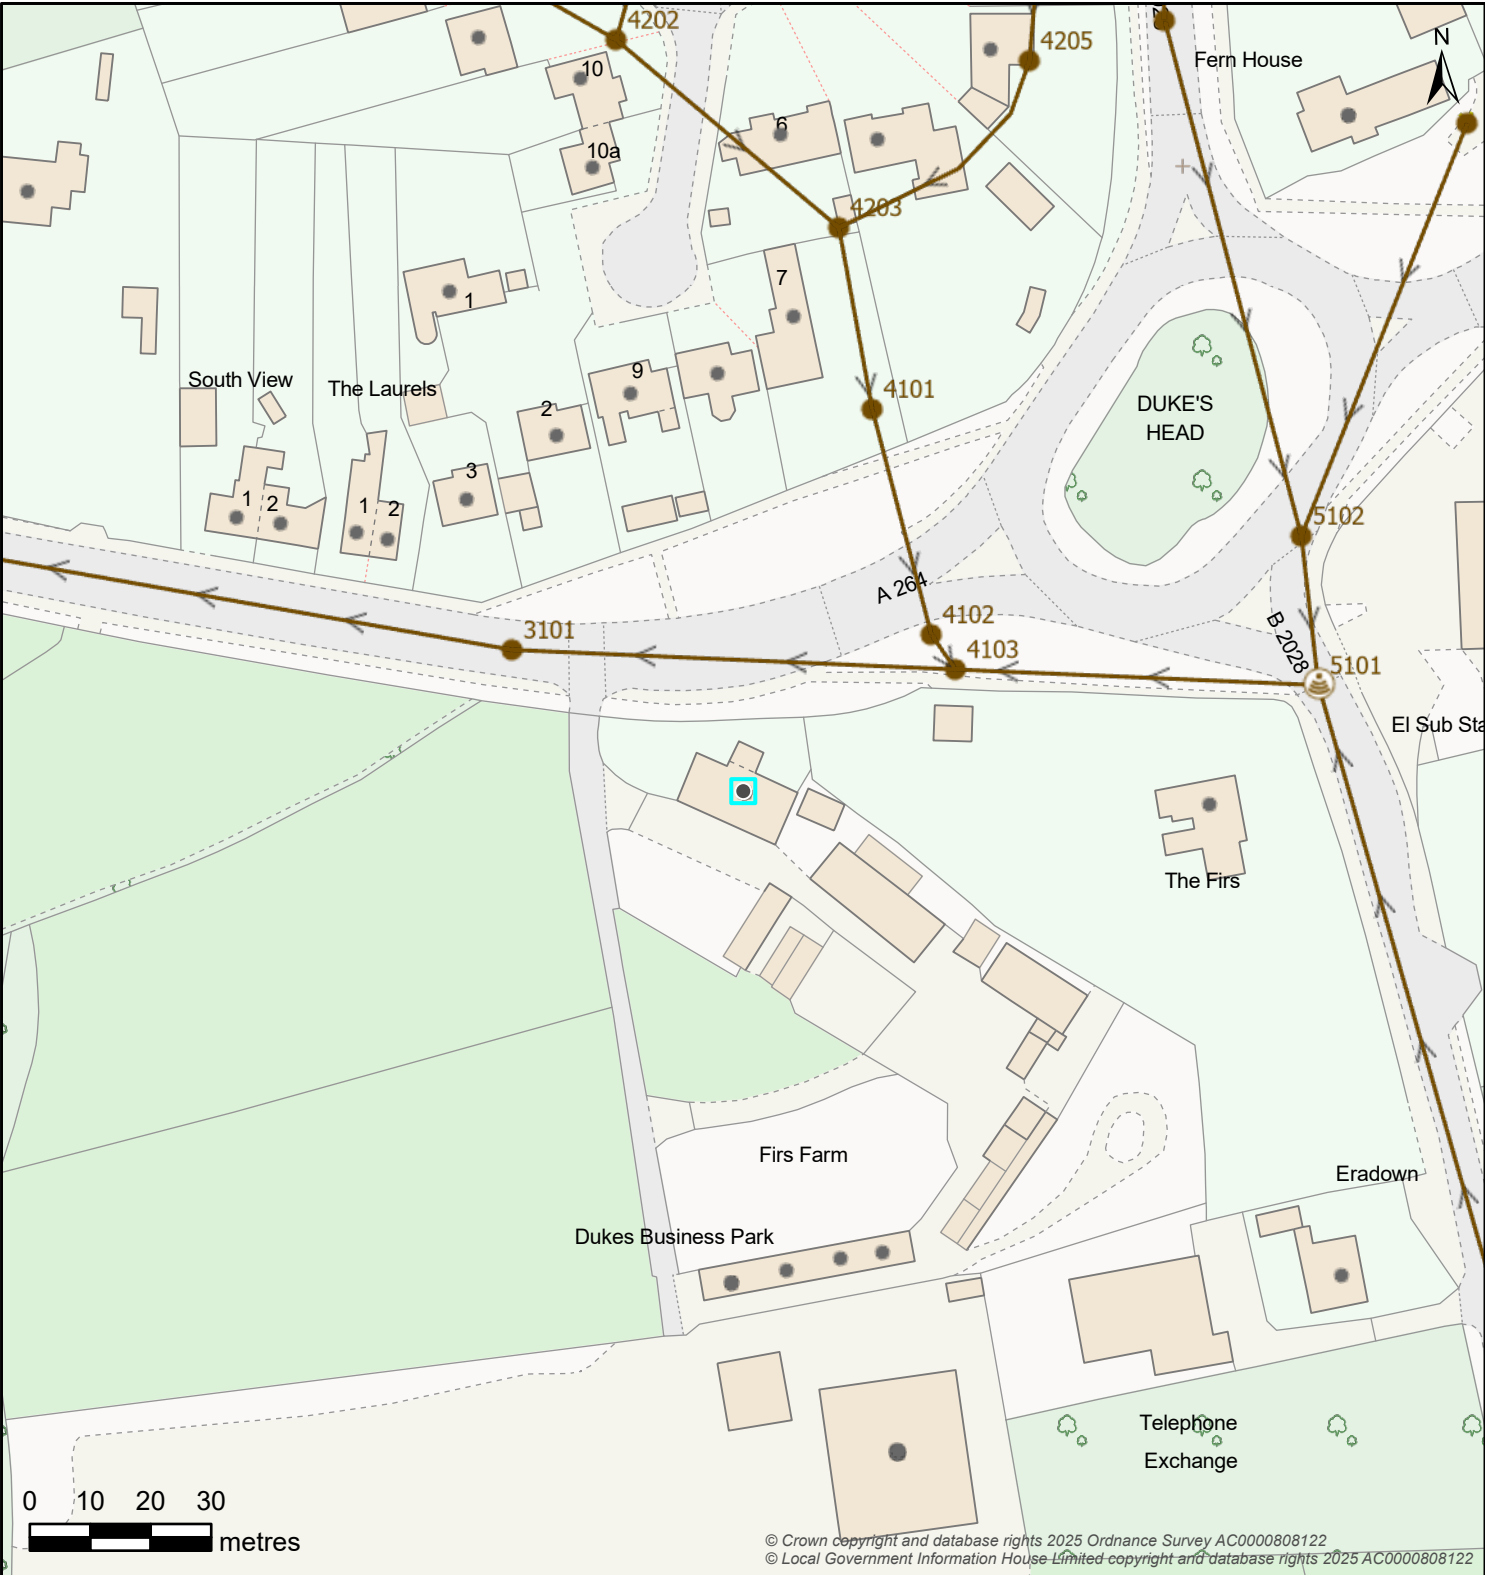 4202
4205
N
Fern House
10
6
10a
4203
7
1
South View
The Laurels
9
4101
DUKE'S
HEAD
2
3
1
2
1
2
5102
A 264
4102
3101
4103
B 2028
5101
El Sub Sta
The Firs
Firs Farm
Eradown
Dukes Business Park
Telephone
Exchange
0 10 20 30
metres
© Crown copyright and database rights 2025 Ordnance Survey AC0000808122
© Local Government Information House Limited copyright and database rights 2025 AC0000808122